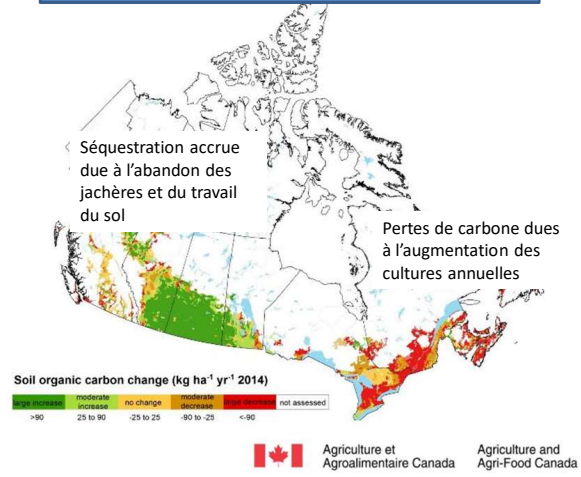 Séquestration accrue
due à l'abandon des
jachères et du travail
du sol
Pertes de carbone dues
à l'augmentation des
cultures annuelles
Soil organic carbon change (kg ha⁻¹ yr⁻¹ 2014)
large increase moderate increase no change moderate decrease large decrease not assessed
>90 25 to 90 -25 to 25 -90 to -25 <-90
Agriculture et Agriculture and
Agroalimentaire Canada Agri-Food Canada